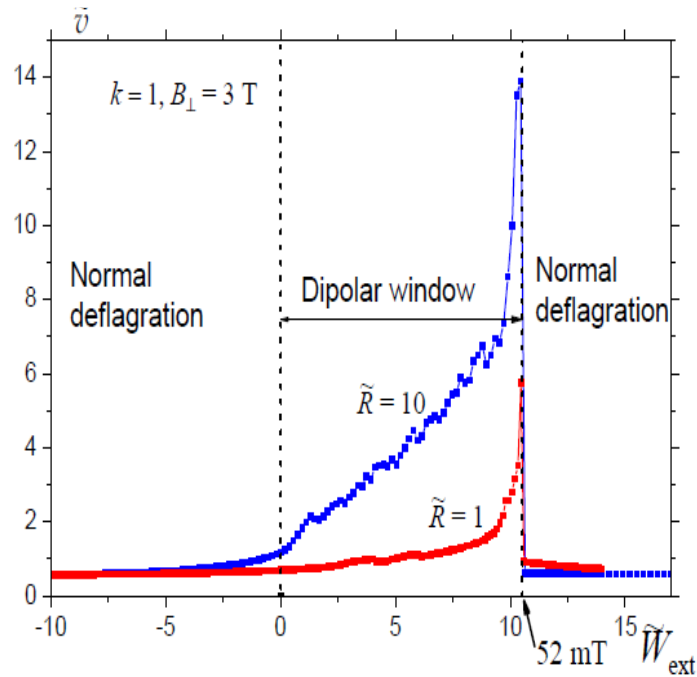 ṽ
14
12
10
8
6
4
2
0
k = 1, B⊥ = 3 T
Normal
deflagration
Dipolar window
Normal
deflagration
R̃ = 10
R̃ = 1
-10
-5
0
5
10
15
52 mT
W̃ext